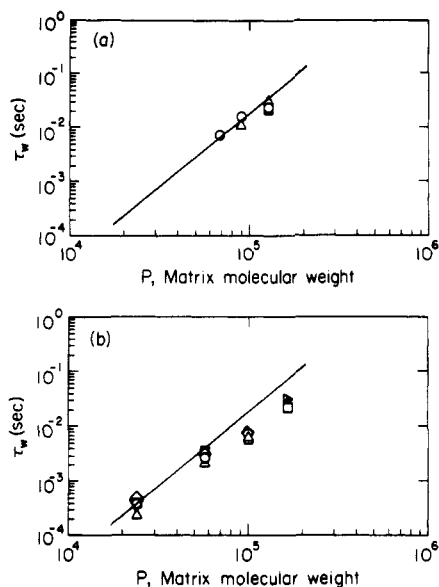 (a)
10⁰
10⁻¹
10⁻²
10⁻³
10⁻⁴
τw (sec)
10⁴ 10⁵ 10⁶
P, Matrix molecular weight
(b)
10⁰
10⁻¹
10⁻²
10⁻³
10⁻⁴
τw (sec)
10⁴ 10⁵ 10⁶
P, Matrix molecular weight